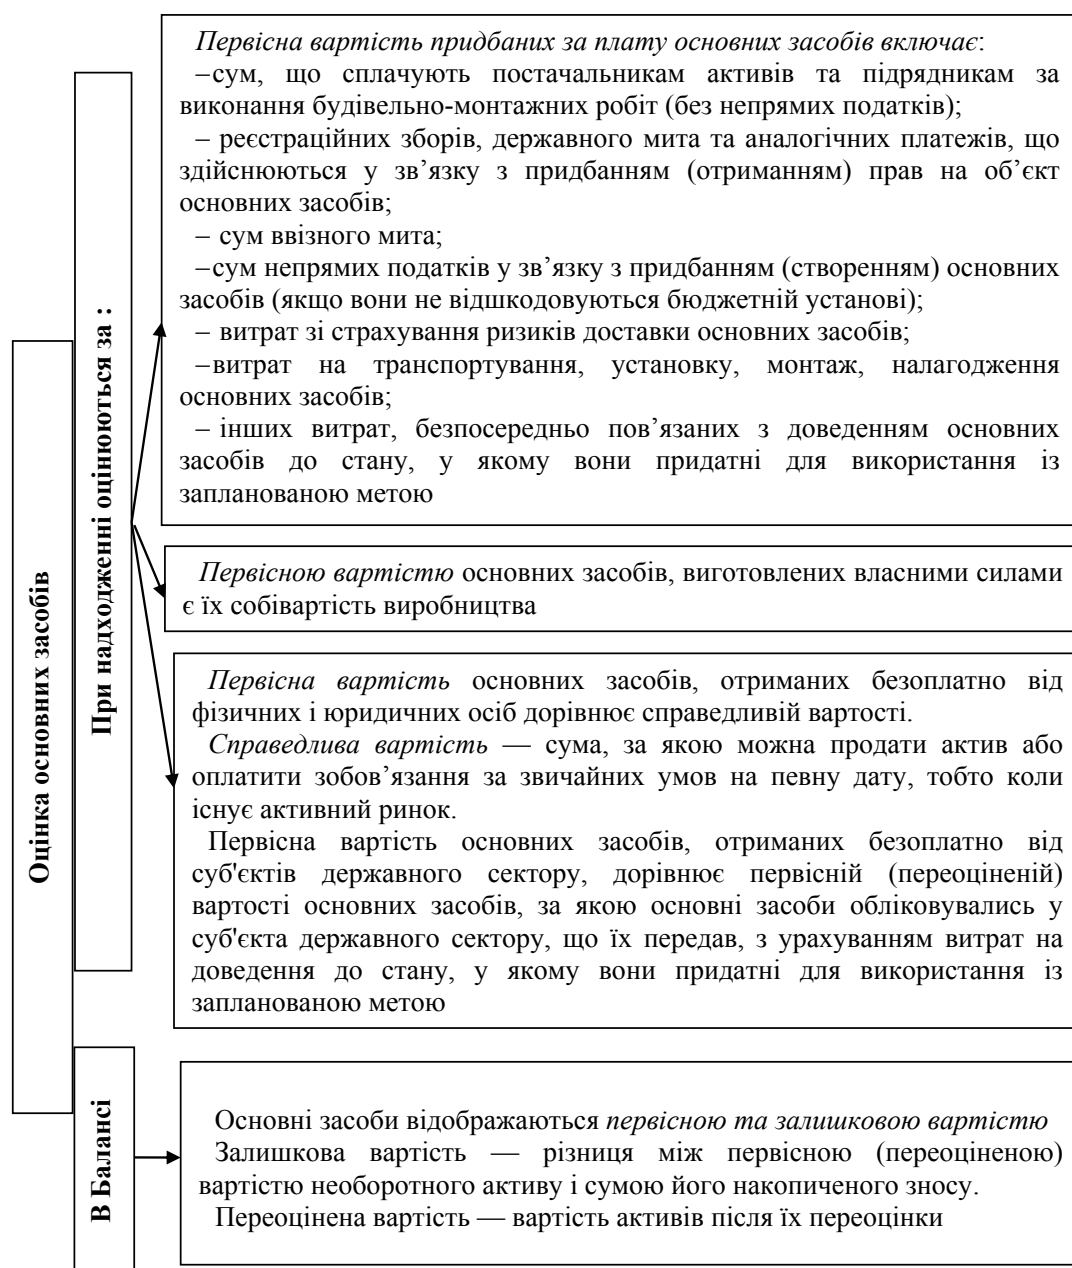 Оцінка основних засобів
При надходженні оцінюються за :
Первісна вартість придбаних за плату основних засобів включає:
–сум, що сплачують постачальникам активів та підрядникам за
виконання будівельно-монтажних робіт (без непрямих податків);
– реєстраційних зборів, державного мита та аналогічних платежів, що
здійснюються у зв’язку з придбанням (отриманням) прав на об’єкт
основних засобів;
– сум ввізного мита;
–сум непрямих податків у зв’язку з придбанням (створенням) основних
засобів (якщо вони не відшкодовуються бюджетній установі);
– витрат зі страхування ризиків доставки основних засобів;
–витрат на транспортування, установку, монтаж, налагодження
основних засобів;
– інших витрат, безпосередньо пов’язаних з доведенням основних
засобів до стану, у якому вони придатні для використання із
запланованою метою
Первісною вартістю основних засобів, виготовлених власними силами
є їх собівартість виробництва
Первісна вартість основних засобів, отриманих безоплатно від
фізичних і юридичних осіб дорівнює справедливій вартості.
Справедлива вартість — сума, за якою можна продати актив або
оплатити зобов’язання за звичайних умов на певну дату, тобто коли
існує активний ринок.
Первісна вартість основних засобів, отриманих безоплатно від
суб'єктів державного сектору, дорівнює первісній (переоціненій)
вартості основних засобів, за якою основні засоби обліковувались у
суб'єкта державного сектору, що їх передав, з урахуванням витрат на
доведення до стану, у якому вони придатні для використання із
запланованою метою
В Балансі
Основні засоби відображаються первісною та залишковою вартістю
Залишкова вартість — різниця між первісною (переоціненою)
вартістю необоротного активу і сумою його накопиченого зносу.
Переоцінена вартість — вартість активів після їх переоцінки